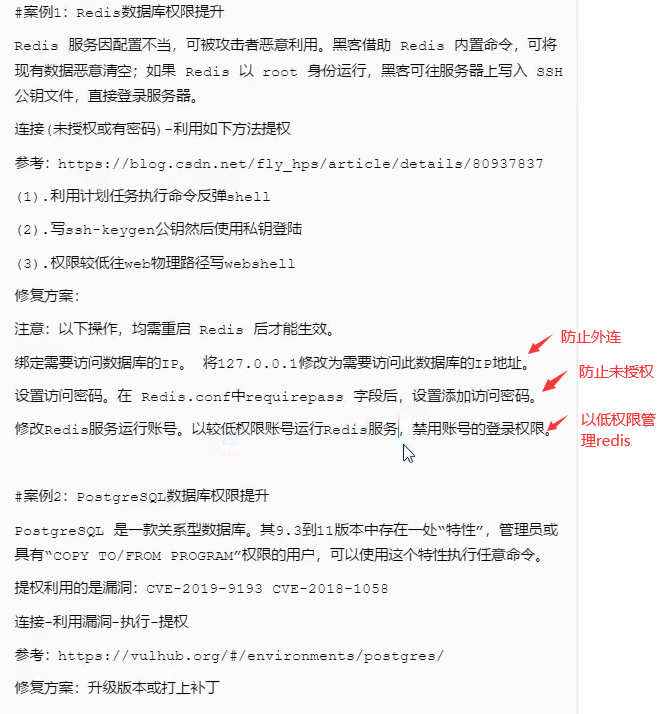 #案例1：Redis数据库权限提升
Redis 服务因配置不当，可被攻击者恶意利用。黑客借助 Redis 内置命令，可将
现有数据恶意清空；如果 Redis 以 root 身份运行，黑客可往服务器上写入 SSH
公钥文件，直接登录服务器。
连接(未授权或有密码)-利用如下方法提权
参考：https://blog.csdn.net/fly_hps/article/details/80937837
(1).利用计划任务执行命令反弹shell
(2).写ssh-keygen公钥然后使用私钥登陆
(3).权限较低往web物理路径写webshell
修复方案：
注意：以下操作，均需重启 Redis 后才能生效。
绑定需要访问数据库的IP。 将127.0.0.1修改为需要访问此数据库的IP地址。
防止外连
设置访问密码。在 Redis.conf中requirepass 字段后，设置添加访问密码。
防止未授权
修改Redis服务运行账号。以较低权限账号运行Redis服务，禁用账号的登录权限。
以低权限管
理redis
#案例2：PostgreSQL数据库权限提升
PostgreSQL 是一款关系型数据库。其9.3到11版本中存在一处“特性”，管理员或
具有“COPY TO/FROM PROGRAM”权限的用户，可以使用这个特性执行任意命令。
提权利用的是漏洞：CVE-2019-9193 CVE-2018-1058
连接-利用漏洞-执行-提权
参考：https://vulhub.org/#/environments/postgres/
修复方案：升级版本或打上补丁